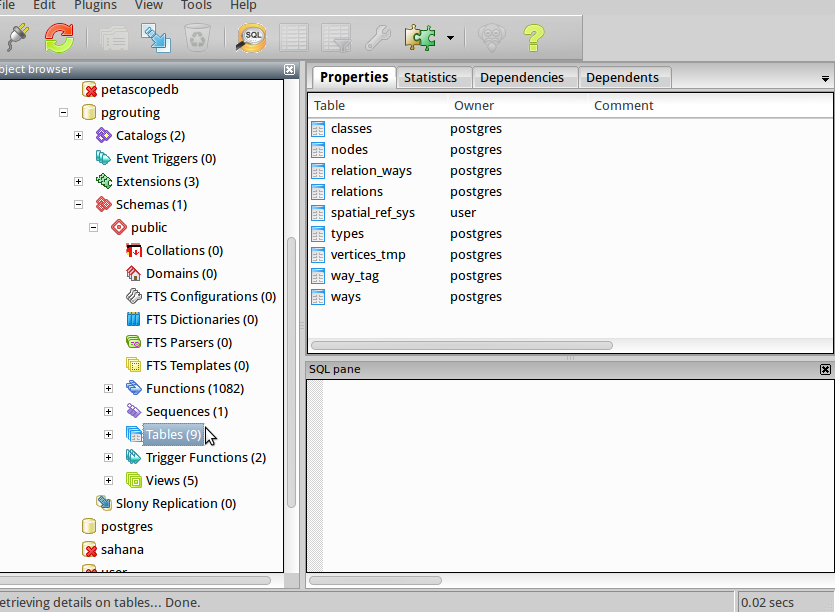 File Edit Plugins View Tools Help
SQL
object browser
petascopedb
pgrouting
Catalogs (2)
Event Triggers (0)
Extensions (3)
Schemas (1)
public
Collations (0)
Domains (0)
FTS Configurations (0)
FTS Dictionaries (0)
FTS Parsers (0)
FTS Templates (0)
Functions (1082)
Sequences (1)
Tables (9)
Trigger Functions (2)
Views (5)
Slony Replication (0)
postgres
sahana
user
Properties Statistics Dependencies Dependents
Table Owner Comment
classes postgres
nodes postgres
relation_ways postgres
relations postgres
spatial_ref_sys user
types postgres
vertices_tmp postgres
way_tag postgres
ways postgres
SQL pane
etrieving details on tables... Done.
0.02 secs